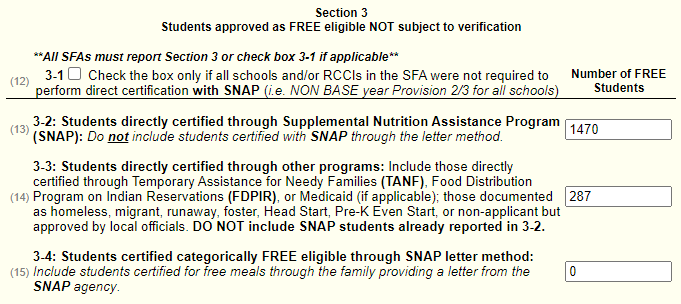 Section 3
Students approved as FREE eligible NOT subject to verification
**All SFAs must report Section 3 or check box 3-1 if applicable**
(12) 3-1 Check the box only if all schools and/or RCCIs in the SFA were not required to perform direct certification with SNAP (i.e. NON BASE year Provision 2/3 for all schools)
Number of FREE
Students
(13) 3-2: Students directly certified through Supplemental Nutrition Assistance Program
(SNAP): Do not include students certified with SNAP through the letter method.
1470
3-3: Students directly certified through other programs: Include those directly
certified through Temporary Assistance for Needy Families (TANF), Food Distribution
(14) Program on Indian Reservations (FDPIR), or Medicaid (if applicable); those documented
as homeless, migrant, runaway, foster, Head Start, Pre-K Even Start, or non-applicant but
approved by local officials. DO NOT include SNAP students already reported in 3-2.
287
3-4: Students certified categorically FREE eligible through SNAP letter method:
(15) Include students certified for free meals through the family providing a letter from the
SNAP agency.
0